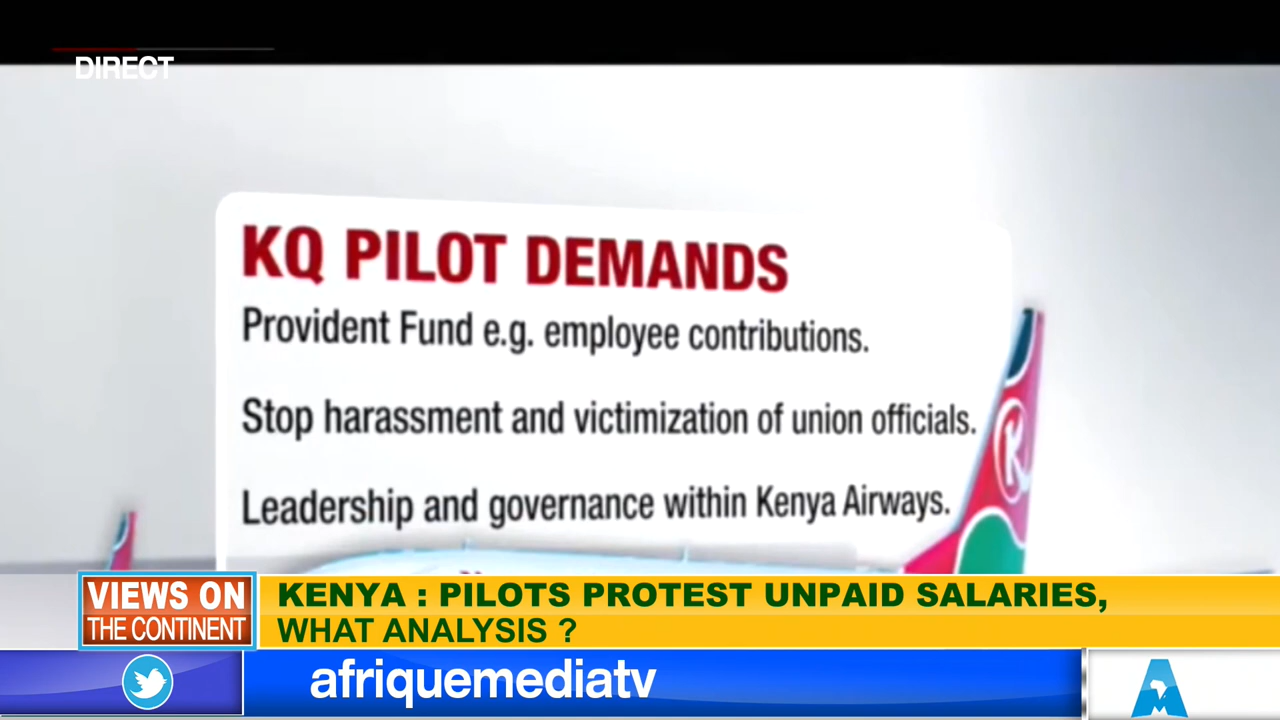 DIRECT
KQ PILOT DEMANDS
Provident Fund e.g. employee contributions.
Stop harassment and victimization of union officials.
Leadership and governance within Kenya Airways.
VIEWS ON
THE CONTINENT
KENYA : PILOTS PROTEST UNPAID SALARIES,
WHAT ANALYSIS ?
afriquemediatv